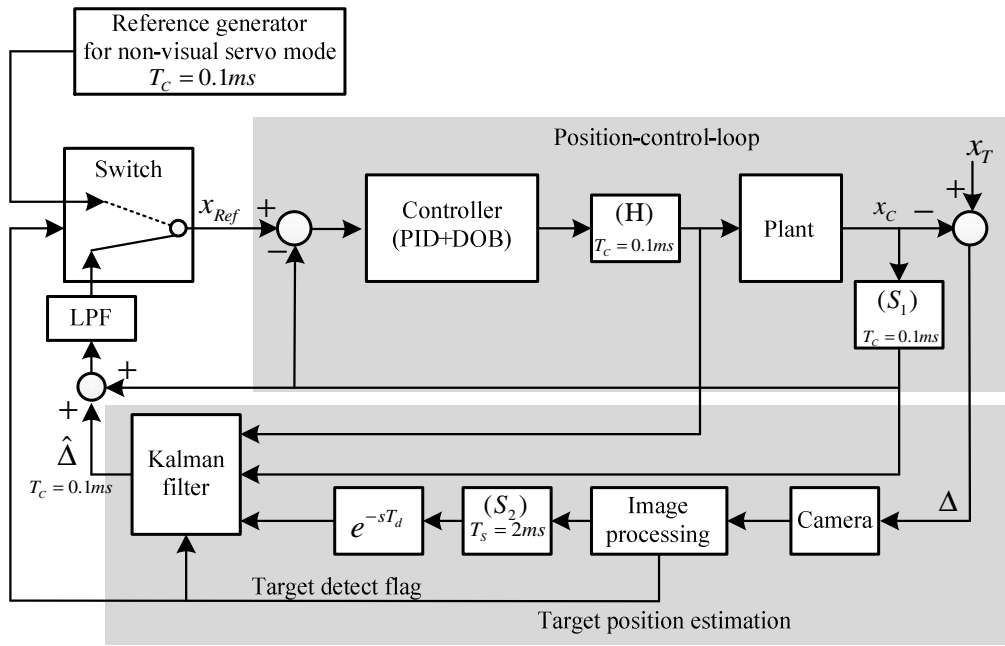 Reference generator
for non-visual servo mode
T_C = 0.1ms
Position-control-loop
Switch
x_Ref
+
−
Controller
(PID+DOB)
(H)
T_C = 0.1ms
Plant
x_C
−
+
x_T
(S_1)
T_C = 0.1ms
LPF
+
+
Δ̂
T_C = 0.1ms
Kalman
filter
e^{-sT_d}
(S_2)
T_S = 2ms
Image
processing
Camera
Δ
Target detect flag
Target position estimation